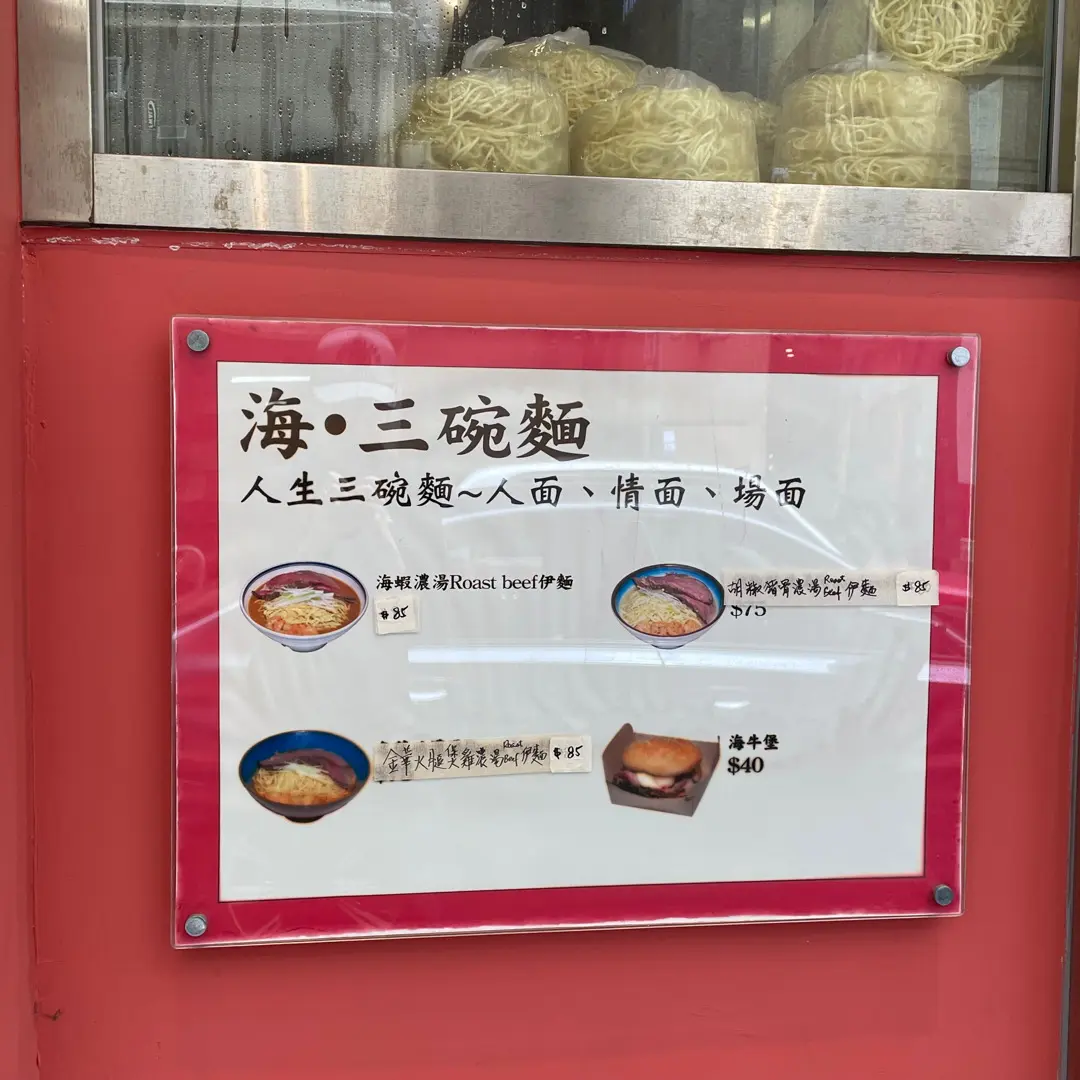 海•三碗麵
人生三碗麵~人面、情面、場面
海蝦濃湯Roast beef伊麵
$85
胡椒豬骨濃湯Roast Beef伊麵 $85
$75
金華火腿煲雞濃湯Roast Beef伊麵 $85
海牛堡
$40